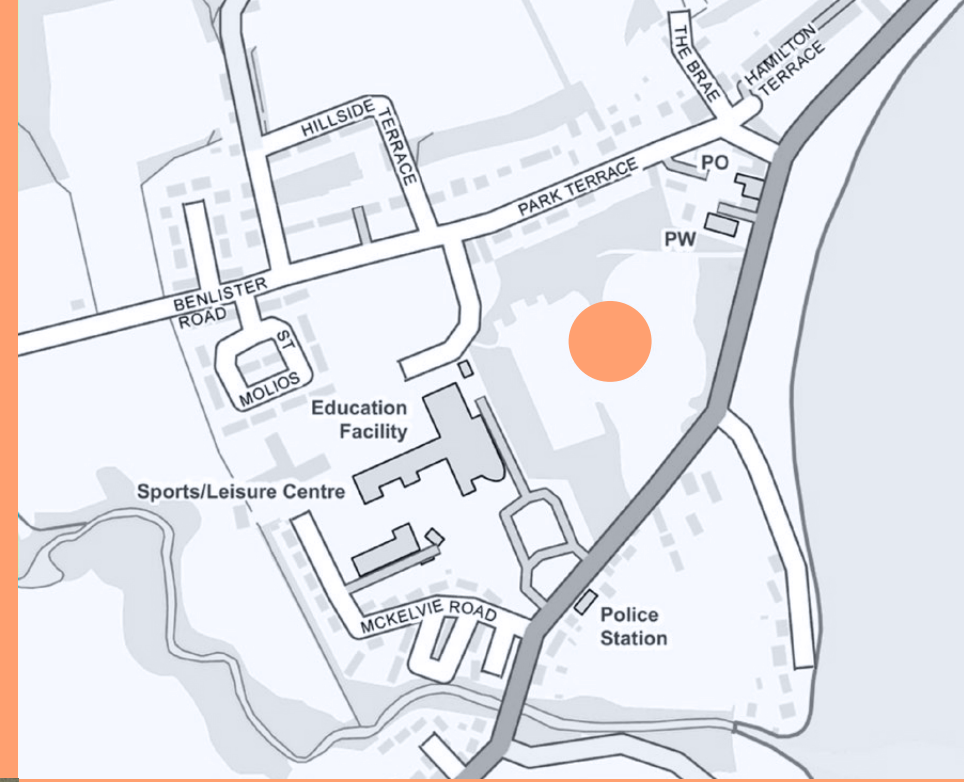 THE BRAE
HAMILTON
TERRACE
HILLSIDE
TERRACE
PO
PARK TERRACE
PW
BENLISTER
ROAD
ST
MOLIOS
Education
Facility
Sports/Leisure Centre
MCKELVIE ROAD
Police
Station